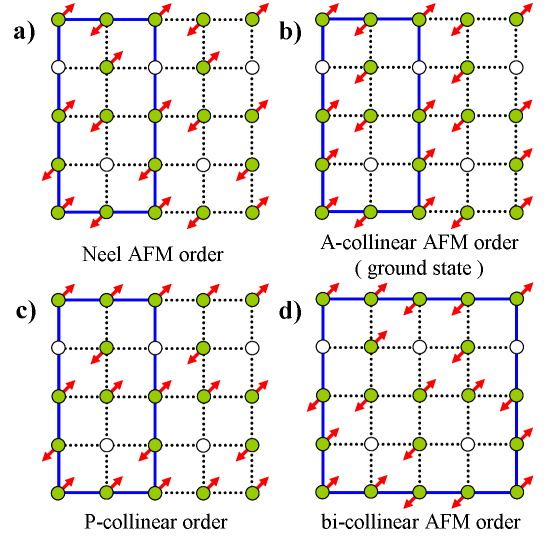 a)
b)
Neel AFM order
A-collinear AFM order
( ground state )
c)
d)
P-collinear order
bi-collinear AFM order